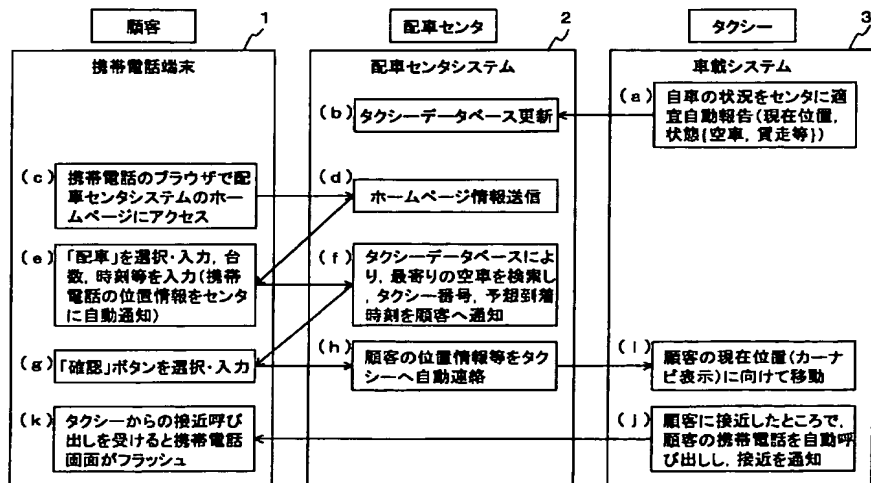 顧客
1
携帯電話端末
配車センタ
2
配車センタシステム
タクシー
3
車載システム
(a)
自車の状況をセンタに適
宜自動報告(現在位置,
状態{空車, 賃走等})
(b)
タクシーデータベース更新
(c)
携帯電話のブラウザで配
車センタシステムのホー
ムページにアクセス
(d)
ホームページ情報送信
(e)
「配車」を選択・入力, 台
数, 時刻等を入力(携帯
電話の位置情報をセンタ
に自動通知)
(f)
タクシーデータベースによ
り, 最寄りの空車を検索し
, タクシー番号, 予想到着
時刻を顧客へ通知
(g)
「確認」ボタンを選択・入力
(h)
顧客の位置情報等をタク
シーへ自動連絡
(i)
顧客の現在位置(カーナ
ビ表示)に向けて移動
(j)
顧客に接近したところで,
顧客の携帯電話を自動呼
び出しし, 接近を通知
(k)
タクシーからの接近呼び
出しを受けると携帯電話
画面がフラッシュ